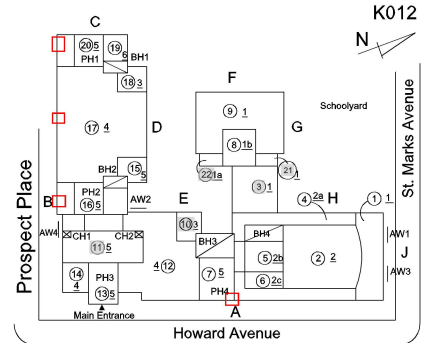 K012
N
C
20 5
19
6
PH1
BH1
18 3
F
Schoolyard
9 1
17 4
D
G
8 1b
BH2
15 5
22 1a
21 1
PH2
16 5
3 1
B
AW2
E
H
4 2a
1 1
10 3
AW4
CH1
CH2
BH3
BH4
AW1
11 5
5 2b
2 2
J
4 12
AW3
14
4
PH3
7 5
6 2c
13 5
PH4
Main Entrance
A
Prospect Place
St. Marks Avenue
Howard Avenue